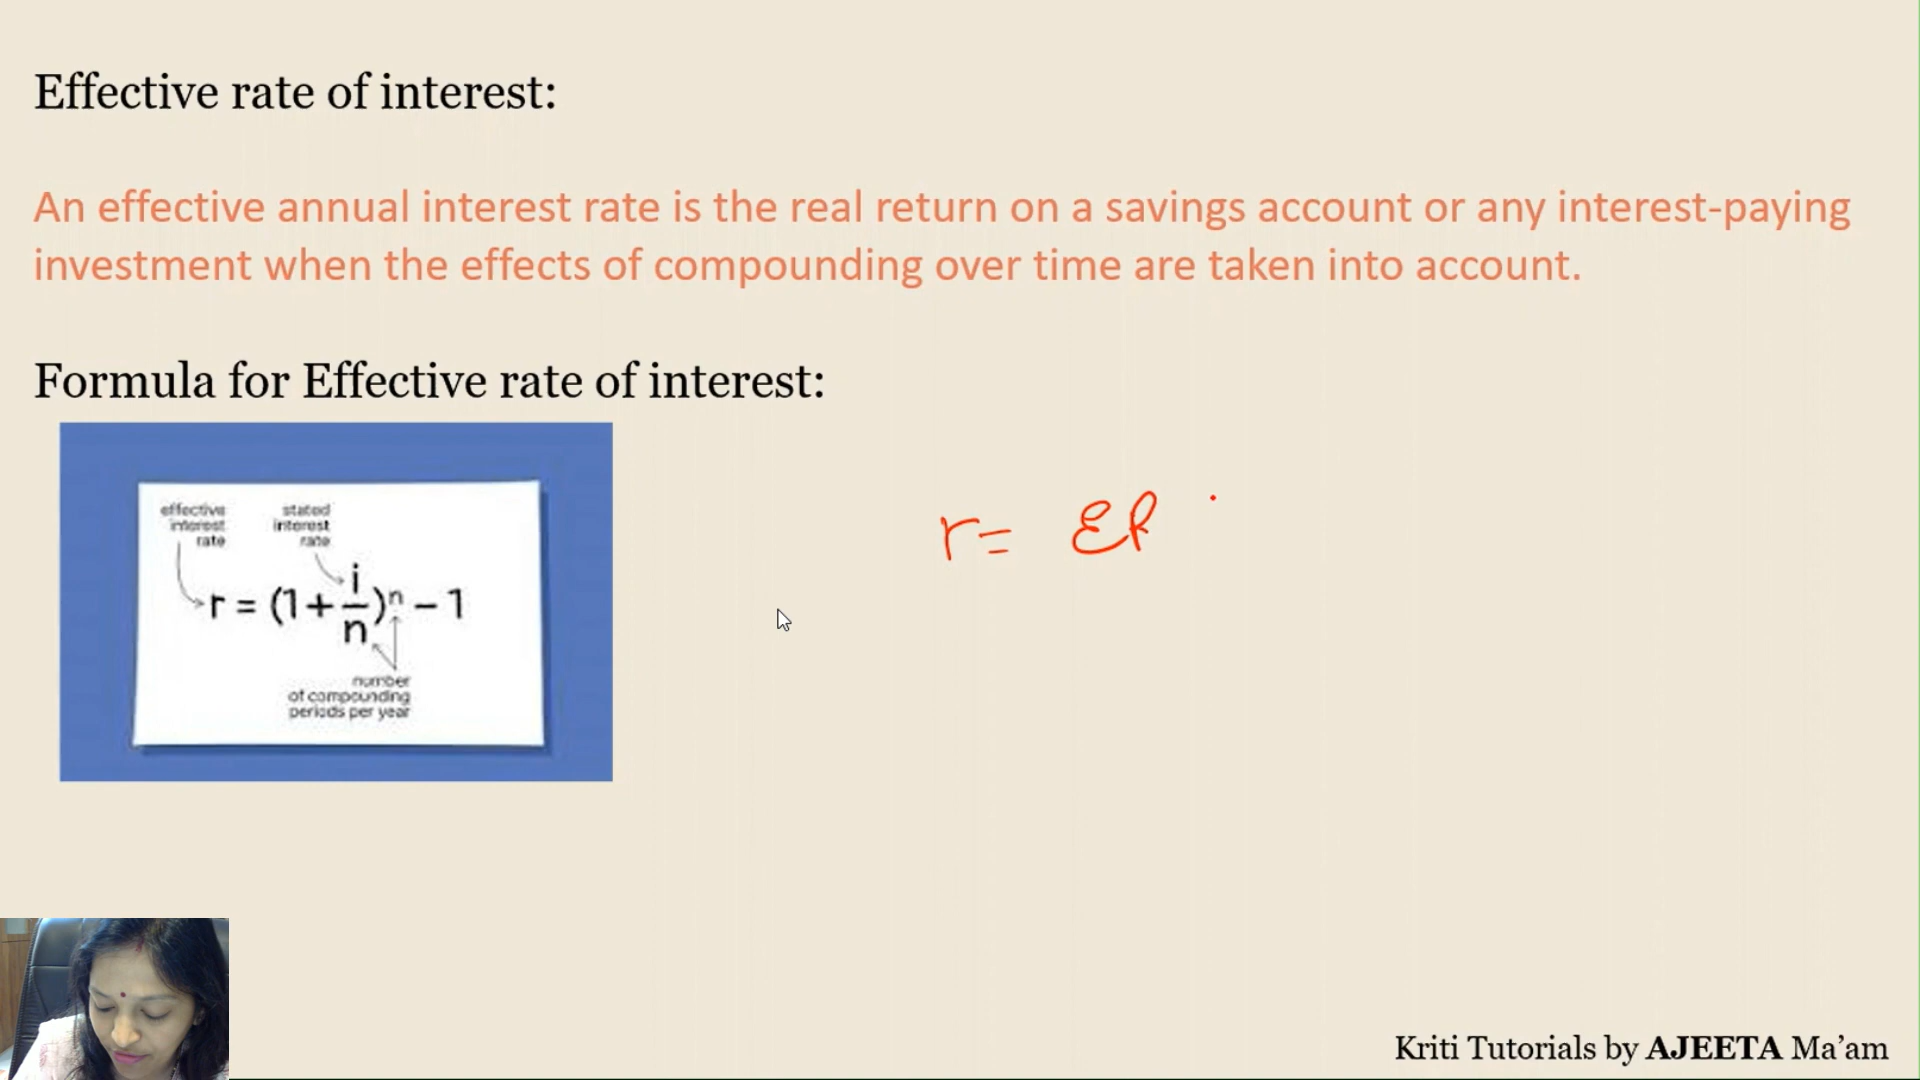 Effective rate of interest:
An effective annual interest rate is the real return on a savings account or any interest-paying
investment when the effects of compounding over time are taken into account.
Formula for Effective rate of interest:
effective
interest
rate
stated
interest
rate
r = (1 + i/n)^n − 1
number
of compounding
periods per year
r =
Kriti Tutorials by AJEETA Ma’am